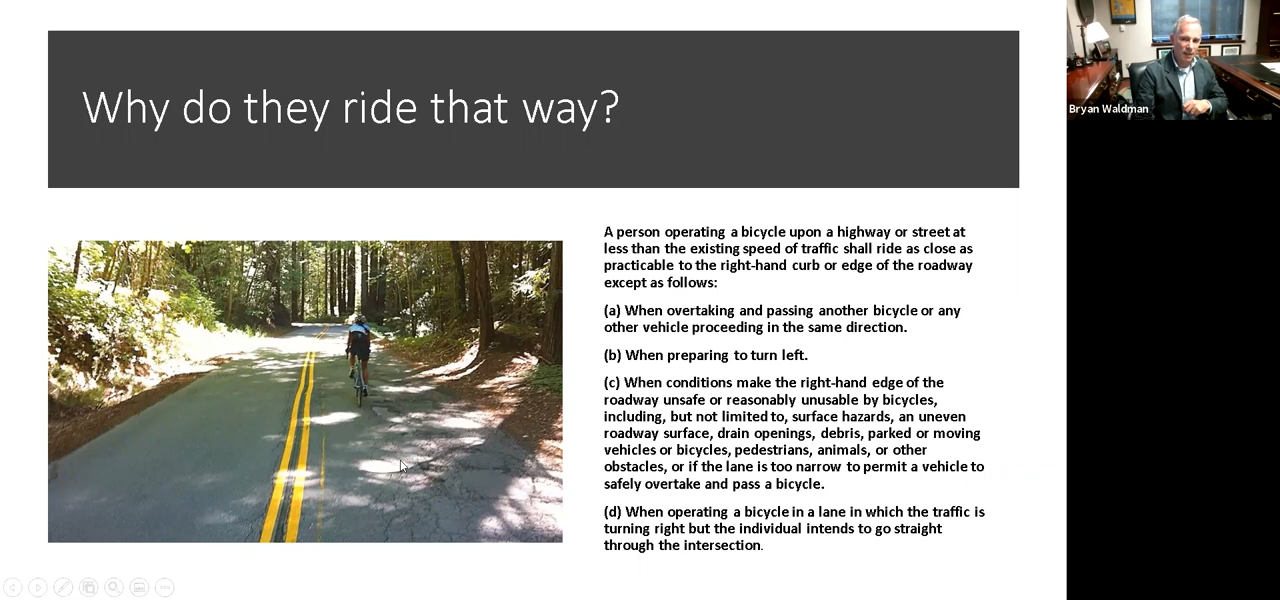 Why do they ride that way?
Bryan Waldman
A person operating a bicycle upon a highway or street at
less than the existing speed of traffic shall ride as close as
practicable to the right-hand curb or edge of the roadway
except as follows:
(a) When overtaking and passing another bicycle or any
other vehicle proceeding in the same direction.
(b) When preparing to turn left.
(c) When conditions make the right-hand edge of the
roadway unsafe or reasonably unusable by bicycles,
including, but not limited to, surface hazards, an uneven
roadway surface, drain openings, debris, parked or moving
vehicles or bicycles, pedestrians, animals, or other
obstacles, or if the lane is too narrow to permit a vehicle to
safely overtake and pass a bicycle.
(d) When operating a bicycle in a lane in which the traffic is
turning right but the individual intends to go straight
through the intersection.